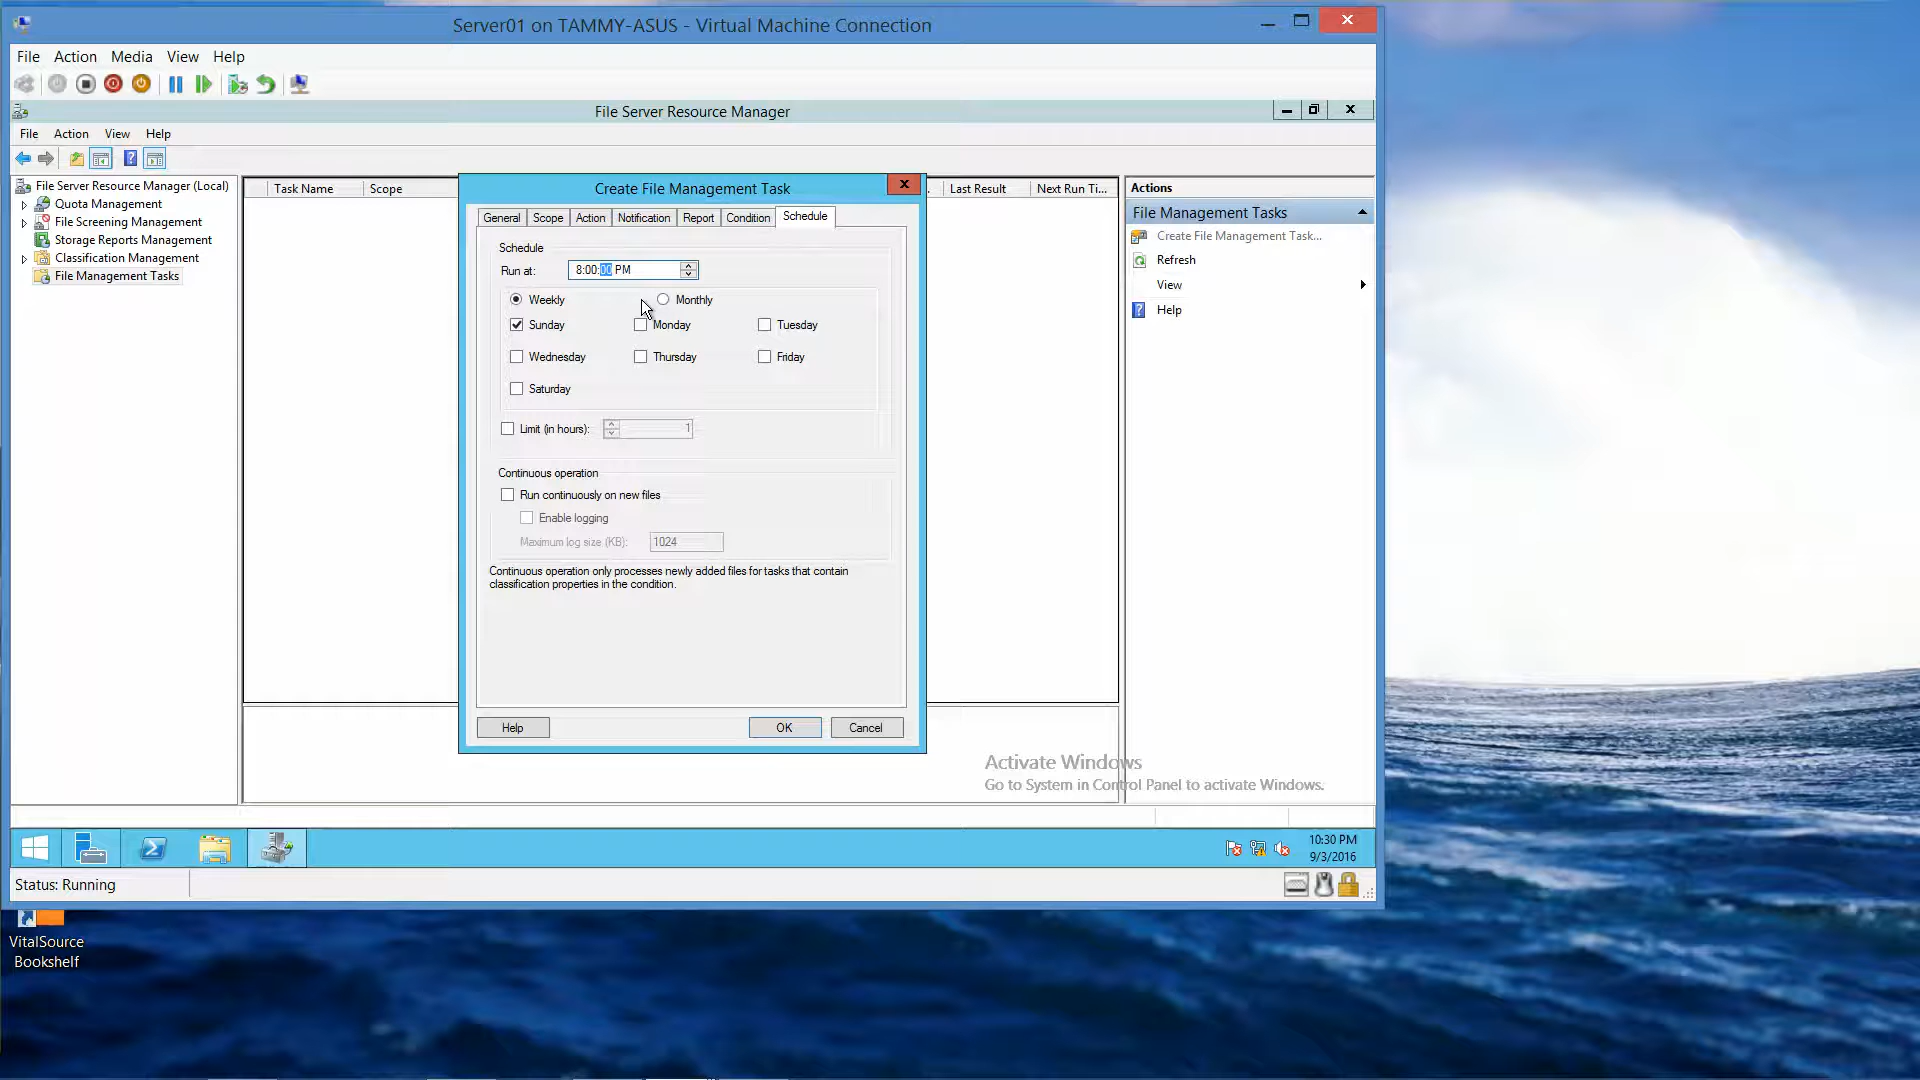 Server01 on TAMMY-ASUS - Virtual Machine Connection
File Action Media View Help
File Server Resource Manager
File Action View Help
File Server Resource Manager (Local)
Quota Management
File Screening Management
Storage Reports Management
Classification Management
File Management Tasks
Task Name Scope
Last Result Next Run Ti...
Create File Management Task
General Scope Action Notification Report Condition Schedule
Schedule
Run at: 8:00:00 PM
Weekly Monthly
Sunday Monday Tuesday
Wednesday Thursday Friday
Saturday
Limit (in hours): 1
Continuous operation
Run continuously on new files
Enable logging
Maximum log size (KB): 1024
Continuous operation only processes newly added files for tasks that contain
classification properties in the condition.
Help OK Cancel
Actions
File Management Tasks
Create File Management Task...
Refresh
View
Help
Activate Windows
Go to System in Control Panel to activate Windows.
10:30 PM
9/3/2016
Status: Running
VitalSource
Bookshelf